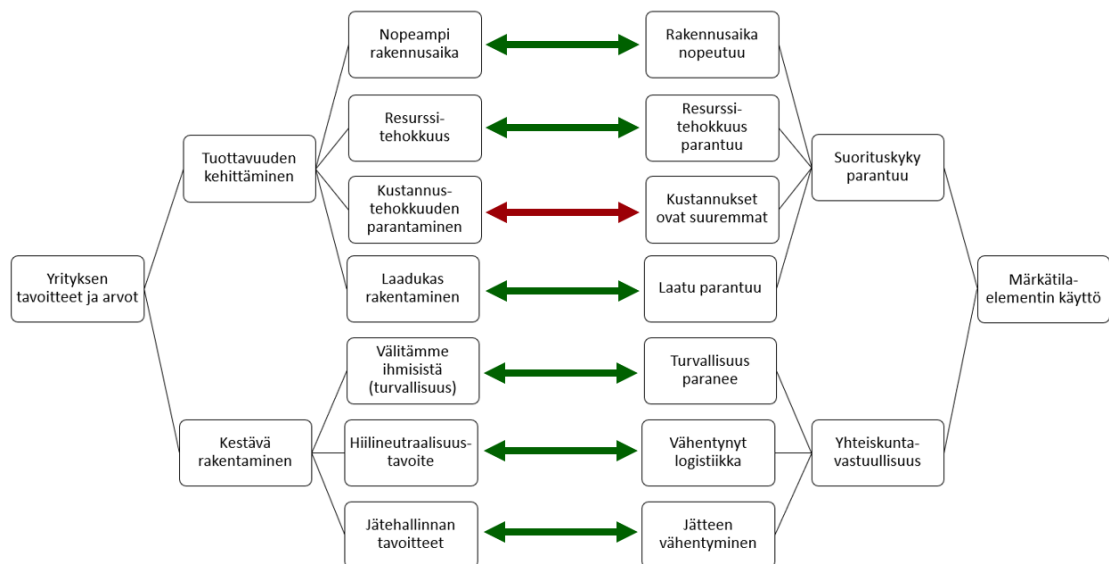 Nopeampi
rakennusaika
Rakennusaika
nopeutuu
Resurssi-
tehokkuus
Resurssi-
tehokkuus
parantuu
Tuottavuuden
kehittäminen
Suorituskyky
parantuu
Kustannus-
tehokkuuden
parantaminen
Kustannukset
ovat suuremmat
Yrityksen
tavoitteet ja arvot
Laadukas
rakentaminen
Laatu parantuu
Märkätila-
elementin käyttö
Välitämme
ihmisistä
(turvallisuus)
Turvallisuus
paranee
Kestävä
rakentaminen
Hiilineutraalisuus-
tavoite
Vähentynyt
logistiikka
Yhteiskunta-
vastuullisuus
Jätehallinnan
tavoitteet
Jätteen
vähentyminen